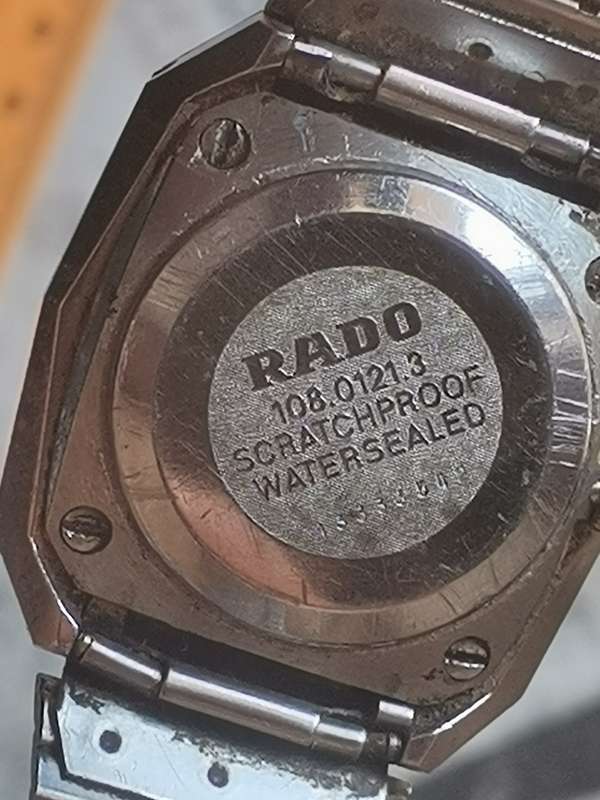 RADO
108.0121.3
SCRATCHPROOF
WATERSEALED